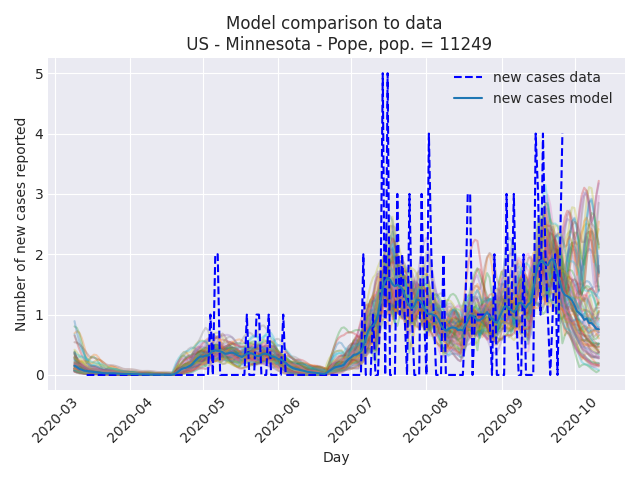 Model comparison to data
US - Minnesota - Pope, pop. = 11249
new cases data
new cases model
Number of new cases reported
5
4
3
2
1
0
2020-03
2020-04
2020-05
2020-06
2020-07
2020-08
2020-09
2020-10
Day